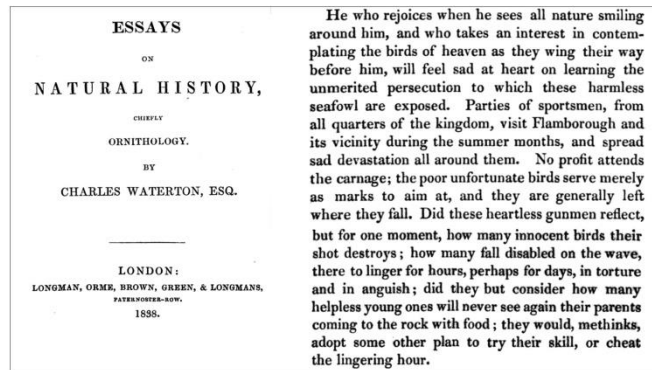 ESSAYS
ON
NATURAL HISTORY,
CHIEFLY
ORNITHOLOGY.
BY
CHARLES WATERTON, ESQ.
LONDON:
LONGMAN, ORME, BROWN, GREEN, & LONGMANS,
PATERNOSTER-ROW.
1838.
He who rejoices when he sees all nature smiling
around him, and who takes an interest in contem-
plating the birds of heaven as they wing their way
before him, will feel sad at heart on learning the
unmerited persecution to which these harmless
seafowl are exposed. Parties of sportsmen, from
all quarters of the kingdom, visit Flamborough and
its vicinity during the summer months, and spread
sad devastation all around them. No profit attends
the carnage; the poor unfortunate birds serve merely
as marks to aim at, and they are generally left
where they fall. Did these heartless gunmen reflect,
but for one moment, how many innocent birds their
shot destroys; how many fall disabled on the wave,
there to linger for hours, perhaps for days, in torture
and in anguish; did they but consider how many
helpless young ones will never see again their parents
coming to the rock with food; they would, methinks,
adopt some other plan to try their skill, or cheat
the lingering hour.